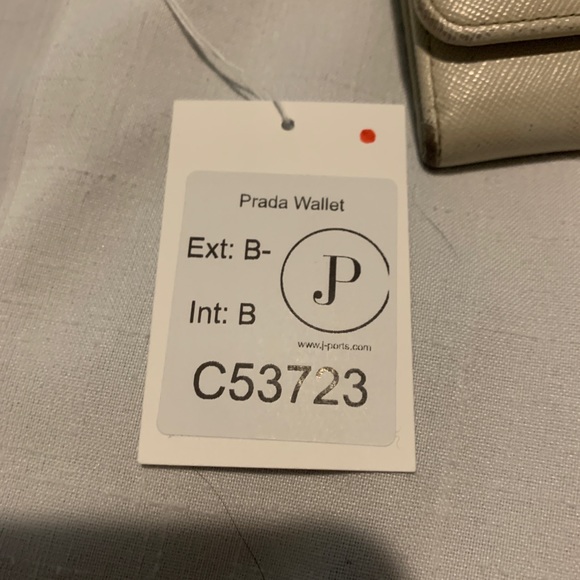 Prada Wallet
Ext: B-
JP
Int: B
www.j-ports.com
C53723